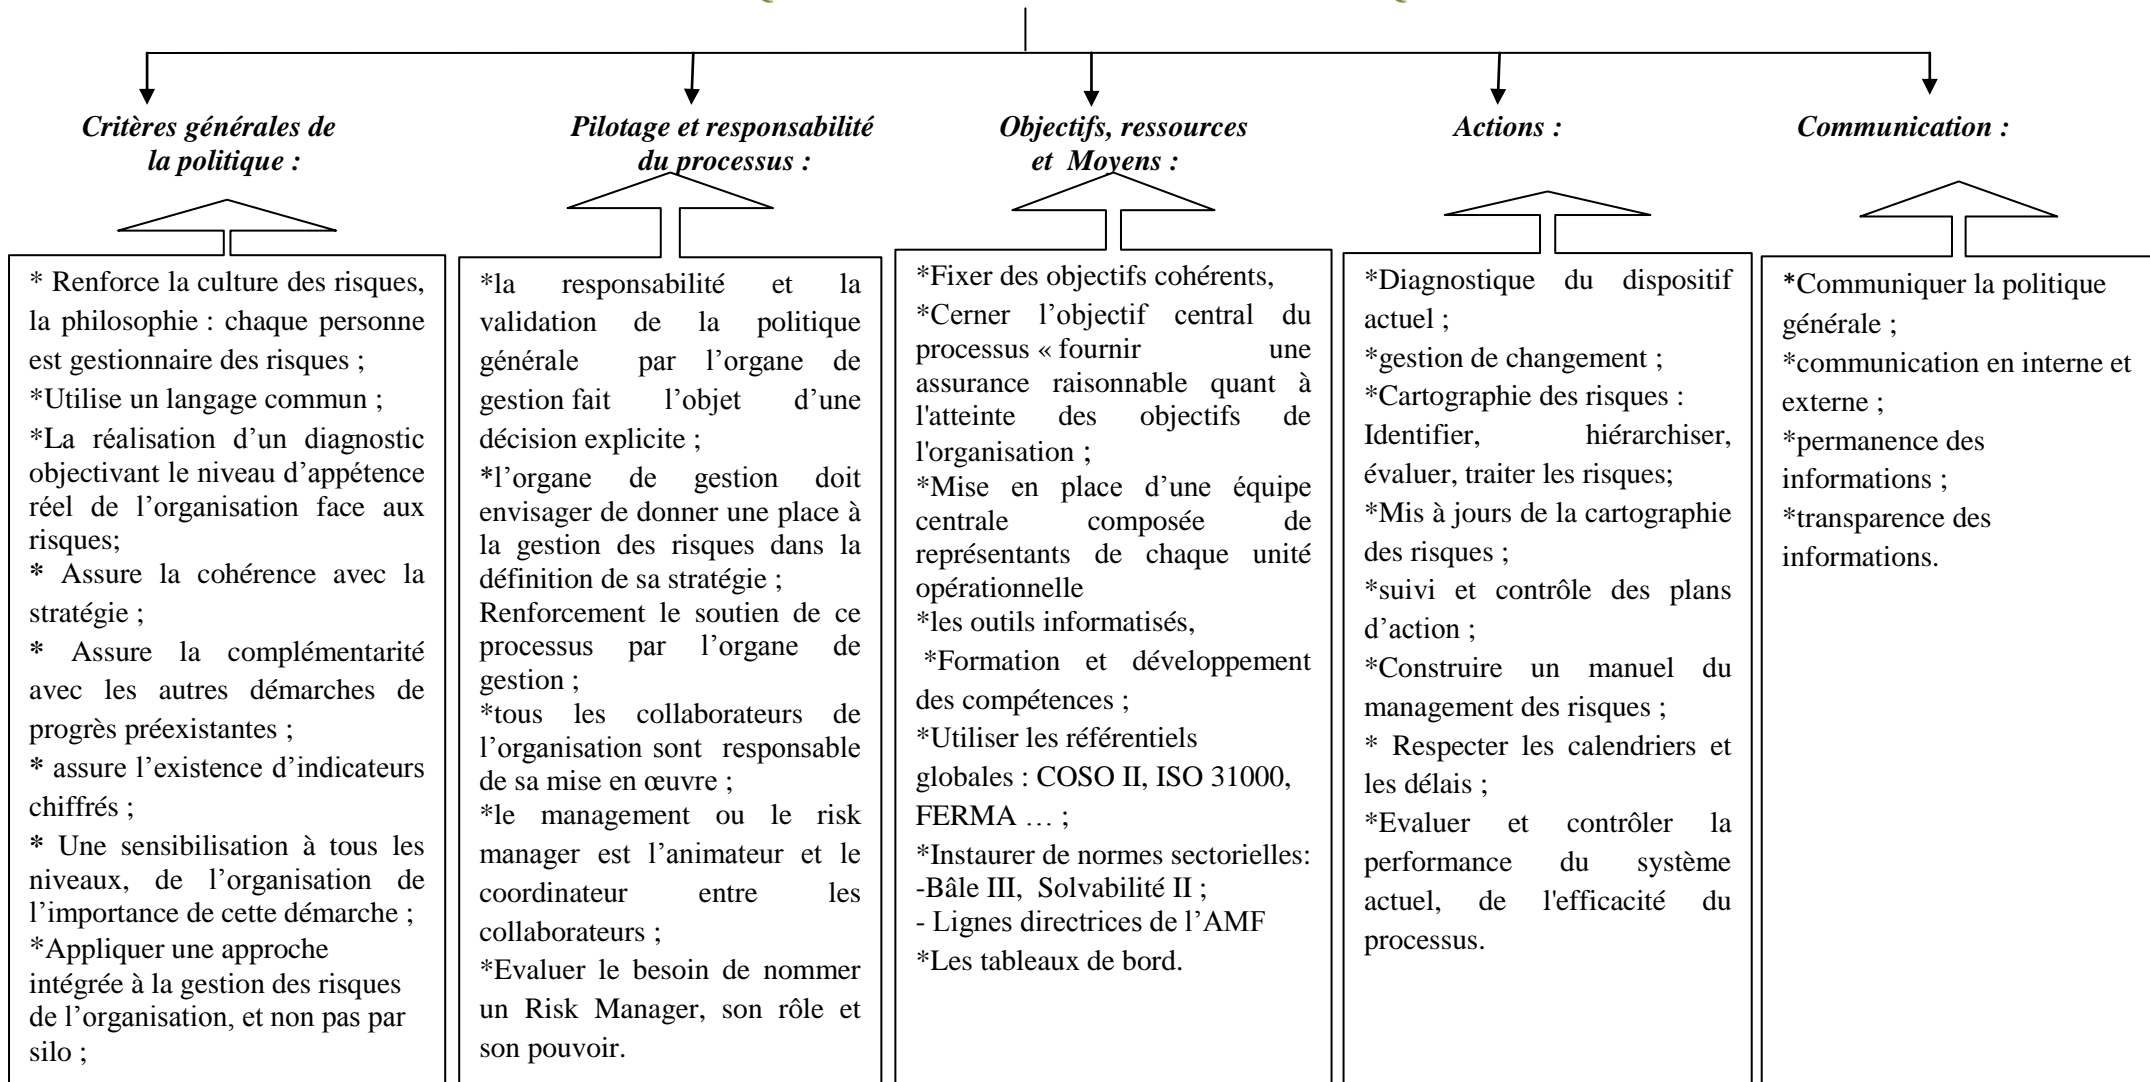 Critères générales de
la politique :
* Renforce la culture des risques,
la philosophie : chaque personne
est gestionnaire des risques ;
*Utilise un langage commun ;
*La réalisation d’un diagnostic
objectivant le niveau d’appétence
réel de l’organisation face aux
risques;
* Assure la cohérence avec la
stratégie ;
* Assure la complémentarité
avec les autres démarches de
progrès préexistantes ;
* assure l’existence d’indicateurs
chiffrés ;
* Une sensibilisation à tous les
niveaux, de l’organisation de
l’importance de cette démarche ;
*Appliquer une approche
intégrée à la gestion des risques
de l’organisation, et non pas par
silo ;
Pilotage et responsabilité
du processus :
*la responsabilité et la
validation de la politique
générale par l’organe de
gestion fait l’objet d’une
décision explicite ;
*l’organe de gestion doit
envisager de donner une place à
la gestion des risques dans la
définition de sa stratégie ;
Renforcement le soutien de ce
processus par l’organe de
gestion ;
*tous les collaborateurs de
l’organisation sont responsable
de sa mise en œuvre ;
*le management ou le risk
manager est l’animateur et le
coordinateur entre les
collaborateurs ;
*Evaluer le besoin de nommer
un Risk Manager, son rôle et
son pouvoir.
Objectifs, ressources
et Moyens :
*Fixer des objectifs cohérents,
*Cerner l’objectif central du
processus « fournir une
assurance raisonnable quant à
l'atteinte des objectifs de
l'organisation ;
*Mise en place d’une équipe
centrale composée de
représentants de chaque unité
opérationnelle
*les outils informatisés,
*Formation et développement
des compétences ;
*Utiliser les référentiels
globales : COSO II, ISO 31000,
FERMA … ;
*Instaurer de normes sectorielles:
-Bâle III, Solvabilité II ;
- Lignes directrices de l’AMF
*Les tableaux de bord.
Actions :
*Diagnostique du dispositif
actuel ;
*gestion de changement ;
*Cartographie des risques :
Identifier, hiérarchiser,
évaluer, traiter les risques;
*Mis à jours de la cartographie
des risques ;
*suivi et contrôle des plans
d’action ;
*Construire un manuel du
management des risques ;
* Respecter les calendriers et
les délais ;
*Evaluer et contrôler la
performance du système
actuel, de l'efficacité du
processus.
Communication :
*Communiquer la politique
générale ;
*communication en interne et
externe ;
*permanence des
informations ;
*transparence des
informations.